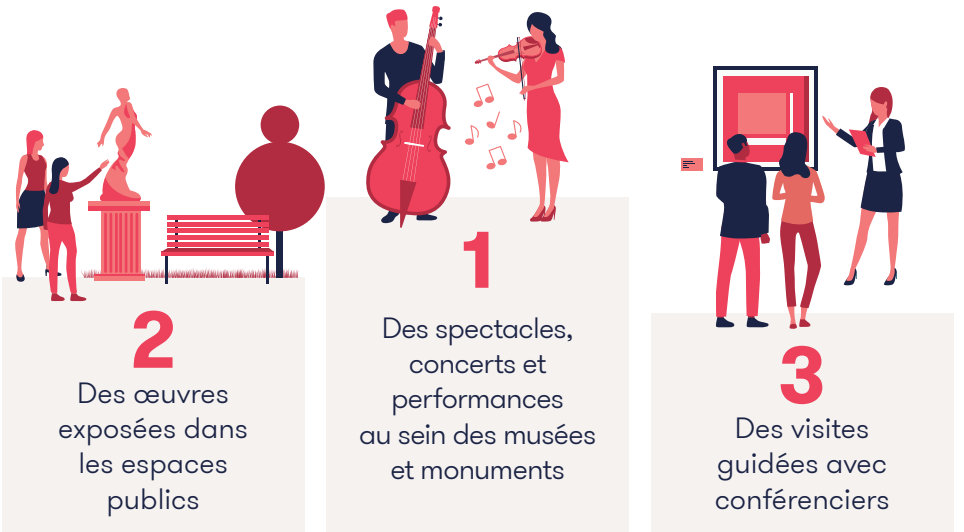 1
Des spectacles,
concerts et
performances
au sein des musées
et monuments
2
Des œuvres
exposées dans
les espaces
publics
3
Des visites
guidées avec
conférenciers